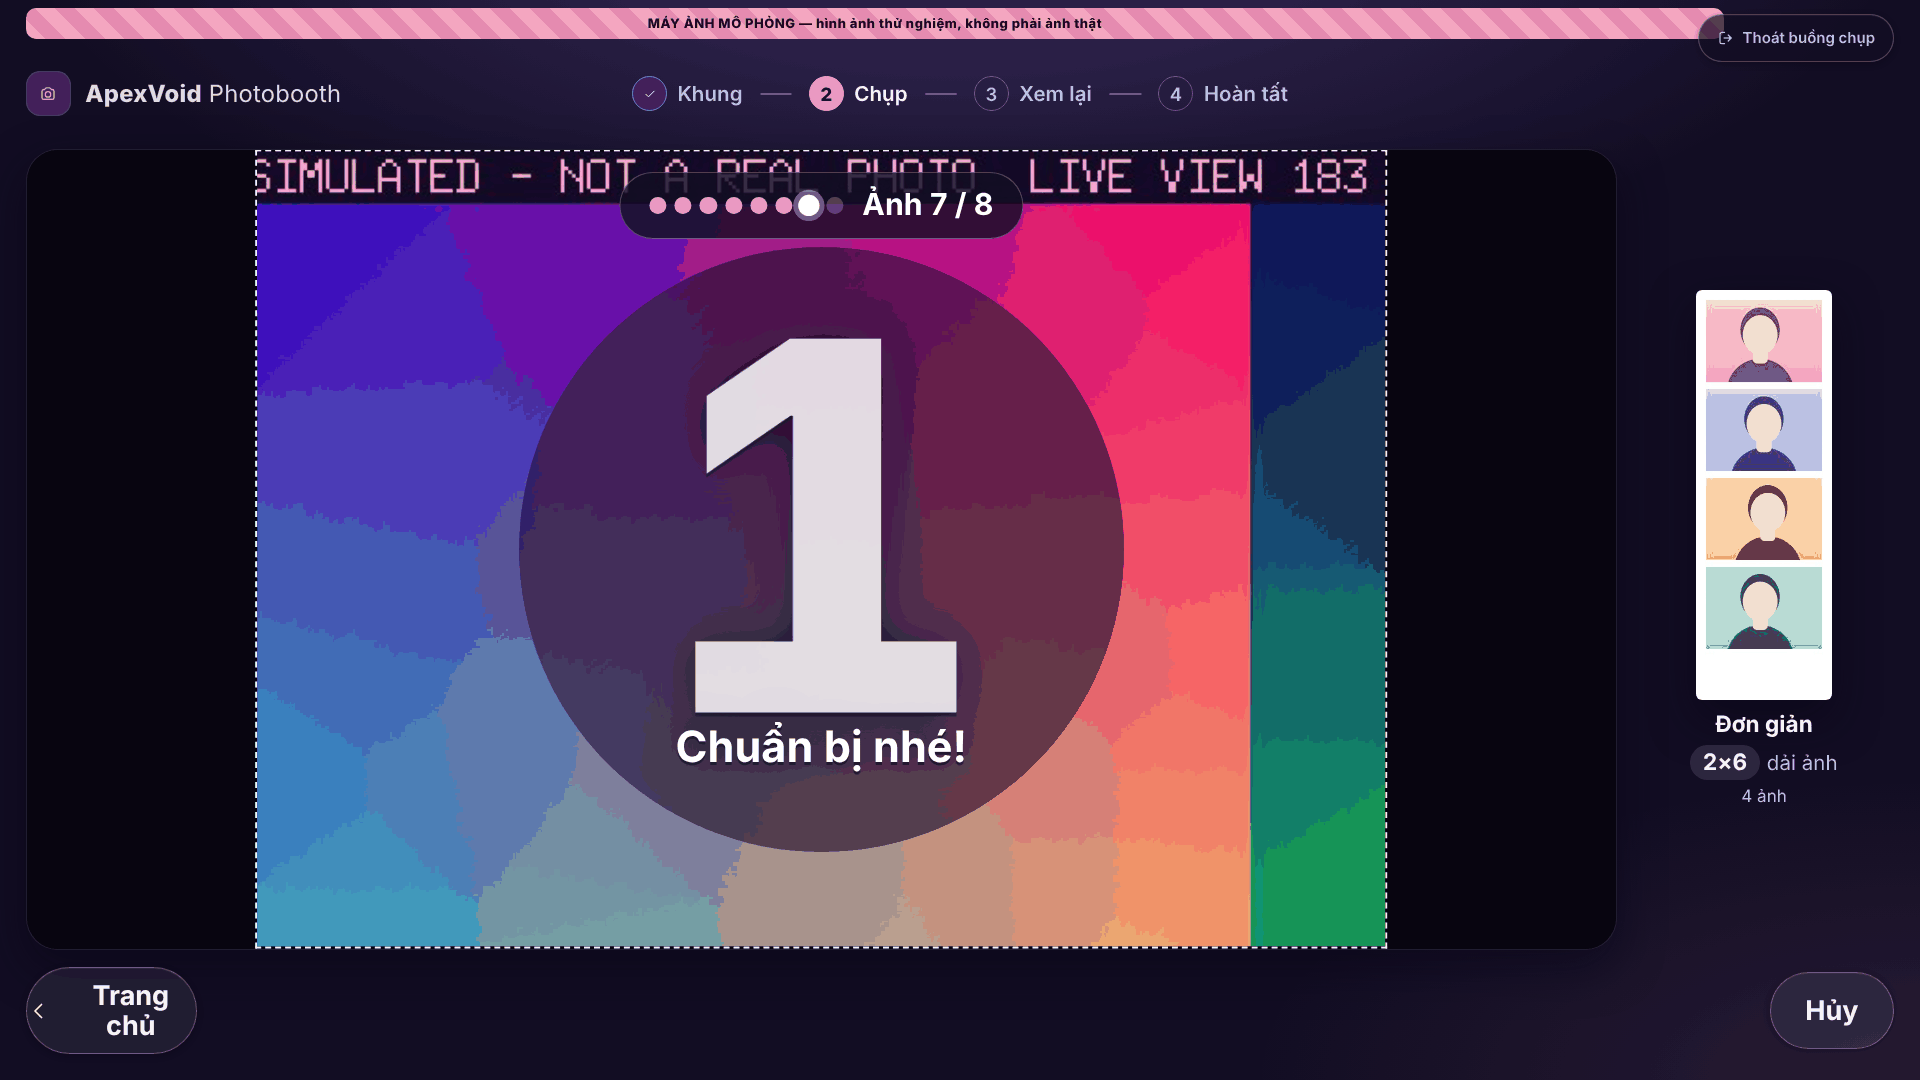 MÁY ẢNH MÔ PHỎNG — hình ảnh thử nghiệm, không phải ảnh thật
Thoát buồng chụp
ApexVoid Photobooth
Khung
2 Chụp
3 Xem lại
4 Hoàn tất
SIMULATED - NOT A REAL PHOTO LIVE VIEW 183
Ảnh 7 / 8
1
Chuẩn bị nhé!
Đơn giản
2×6 dải ảnh
4 ảnh
Trang
chủ
Hủy